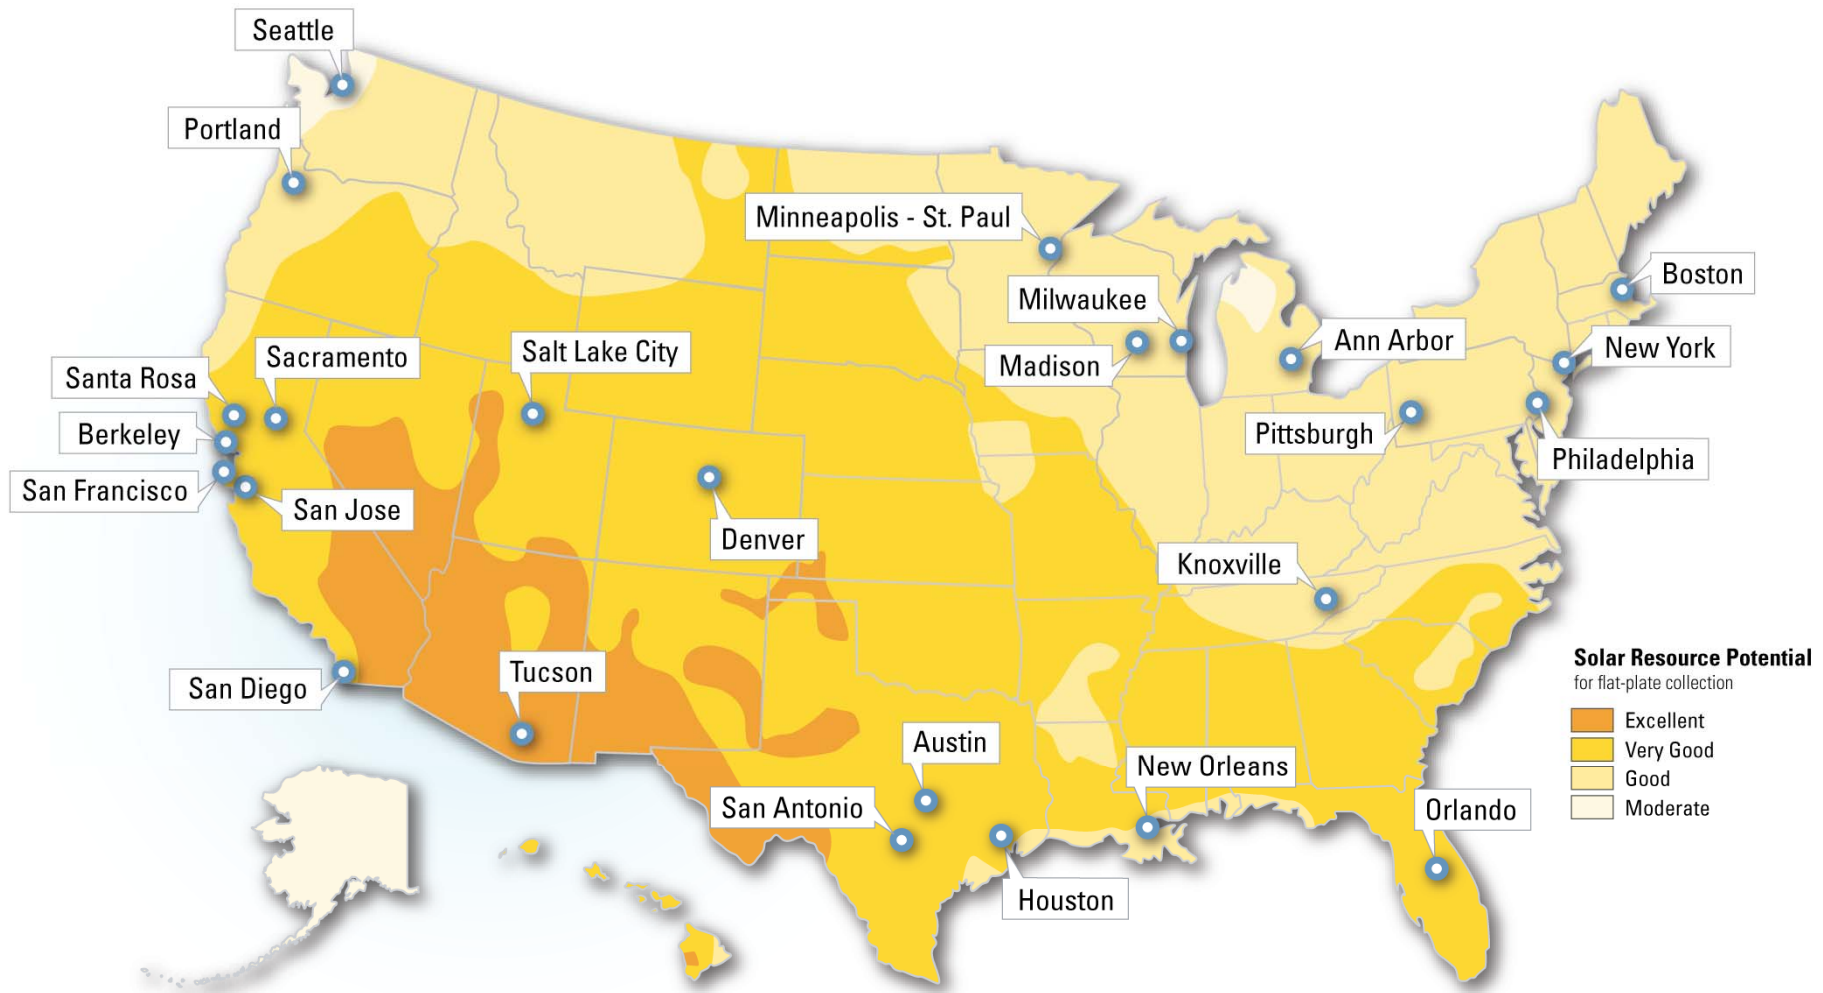 Seattle
Portland
Minneapolis - St. Paul
Boston
Milwaukee
Ann Arbor
New York
Madison
Salt Lake City
Sacramento
Santa Rosa
Berkeley
Pittsburgh
Philadelphia
San Francisco
San Jose
Denver
Knoxville
Tucson
San Diego
Austin
New Orleans
San Antonio
Orlando
Houston
Solar Resource Potential
for flat-plate collection
Excellent
Very Good
Good
Moderate